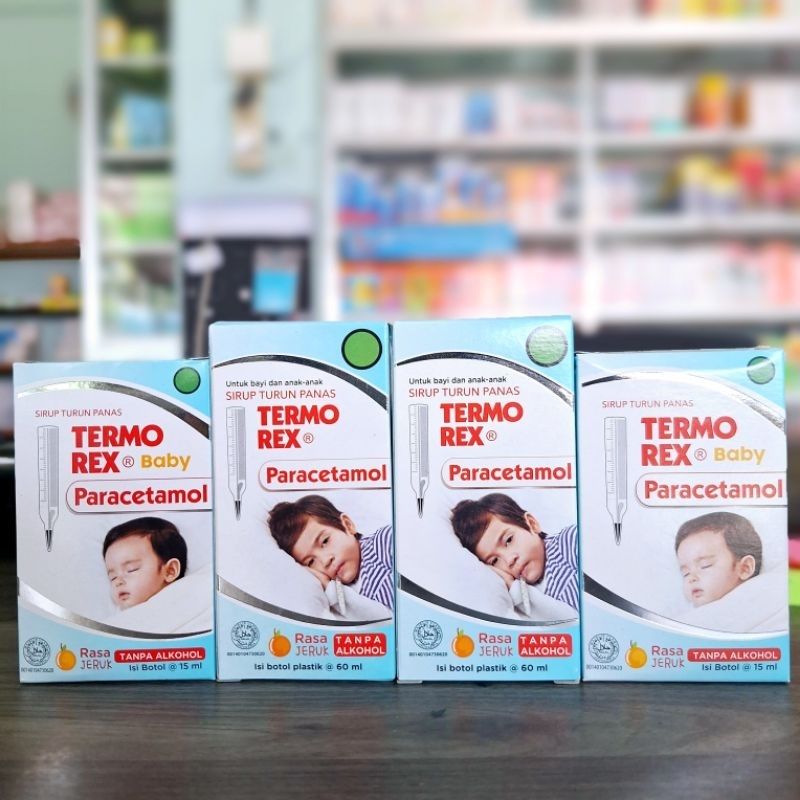 SIRUP TURUN PANAS
TERMO
REX® Baby
Paracetamol
Rasa
JERUK
TANPA ALKOHOL
Isi Botol @ 15 ml
Untuk bayi dan anak-anak
SIRUP TURUN PANAS
TERMO
REX®
Paracetamol
Rasa
JERUK
TANPA
ALKOHOL
Isi botol plastik @ 60 ml
Untuk bayi dan anak-anak
SIRUP TURUN PANAS
TERMO
REX®
Paracetamol
Rasa
JERUK
TANPA
ALKOHOL
Isi botol plastik @ 60 ml
SIRUP TURUN PANAS
TERMO
REX® Baby
Paracetamol
Rasa
JERUK
TANPA ALKOHOL
Isi Botol @ 15 ml